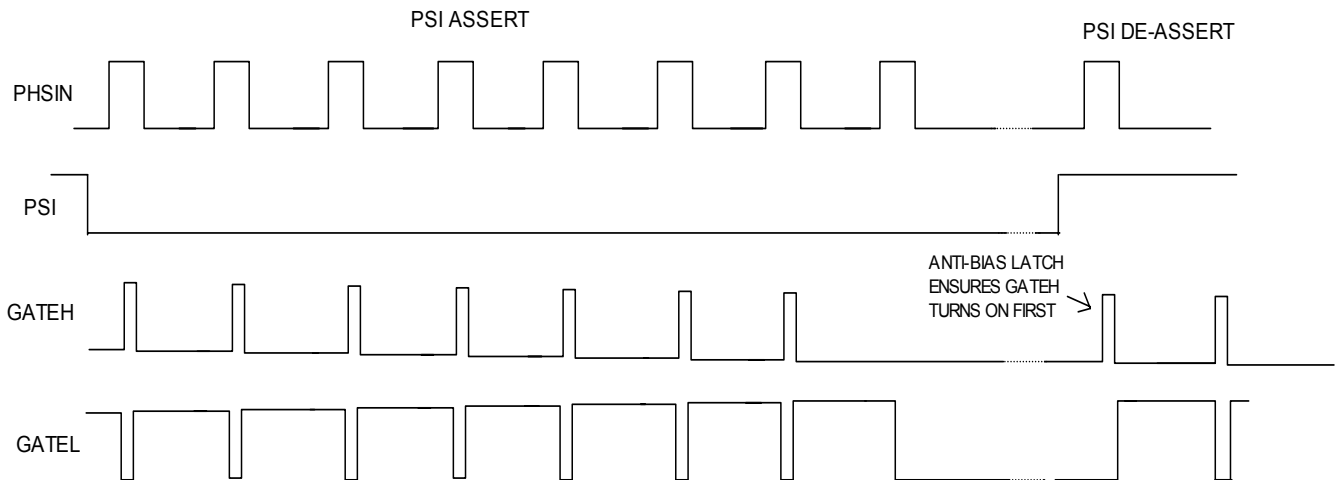 PSI ASSERT
PSI DE-ASSERT
PHSIN
PSI
ANTI-BIAS LATCH
ENSURES GATEH
TURNS ON FIRST
GATEH
GATEL